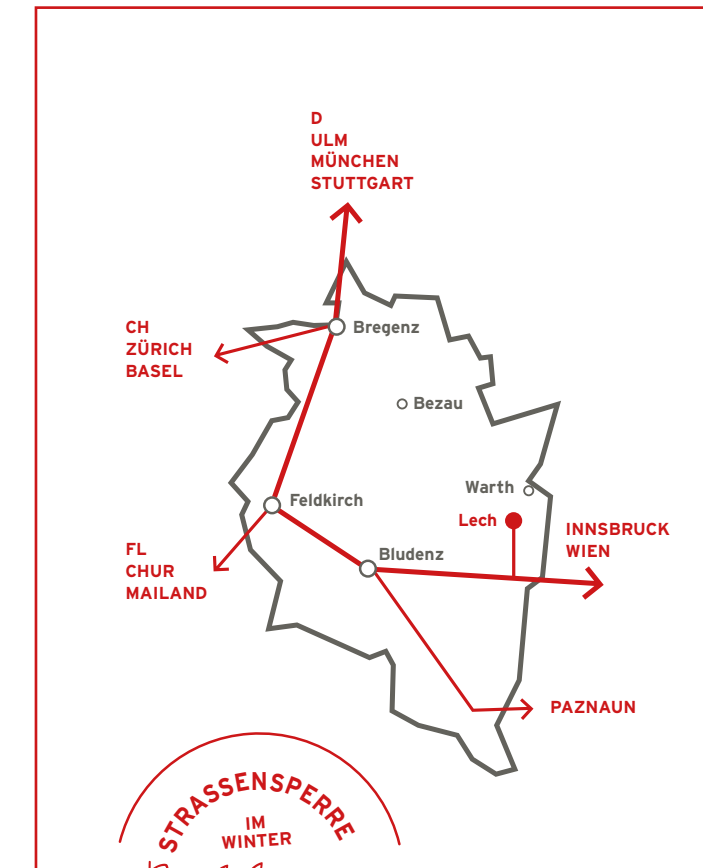 D
ULM
MÜNCHEN
STUTTGART
CH
ZÜRICH
BASEL
Bregenz
Bezau
Warth
Feldkirch
Lech
INNSBRUCK
WIEN
FL
CHUR
MAILAND
Bludenz
PAZNAUN
STRASSENSPERRE
IM
WINTER